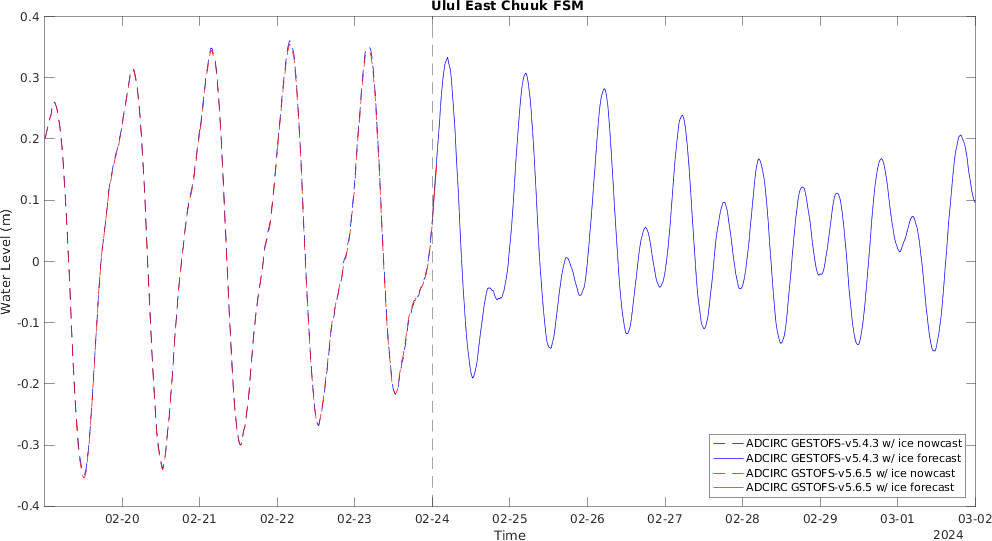 Ulul East Chuuk FSM
0.4
0.3
0.2
0.1
0
-0.1
-0.2
-0.3
-0.4
Water Level (m)
ADCIRC GESTOFS-v5.4.3 w/ ice nowcast
ADCIRC GESTOFS-v5.4.3 w/ ice forecast
ADCIRC GSTOFS-v5.6.5 w/ ice nowcast
ADCIRC GSTOFS-v5.6.5 w/ ice forecast
02-20 02-21 02-22 02-23 02-24 02-25 02-26 02-27 02-28 02-29 03-01 03-02
Time
2024